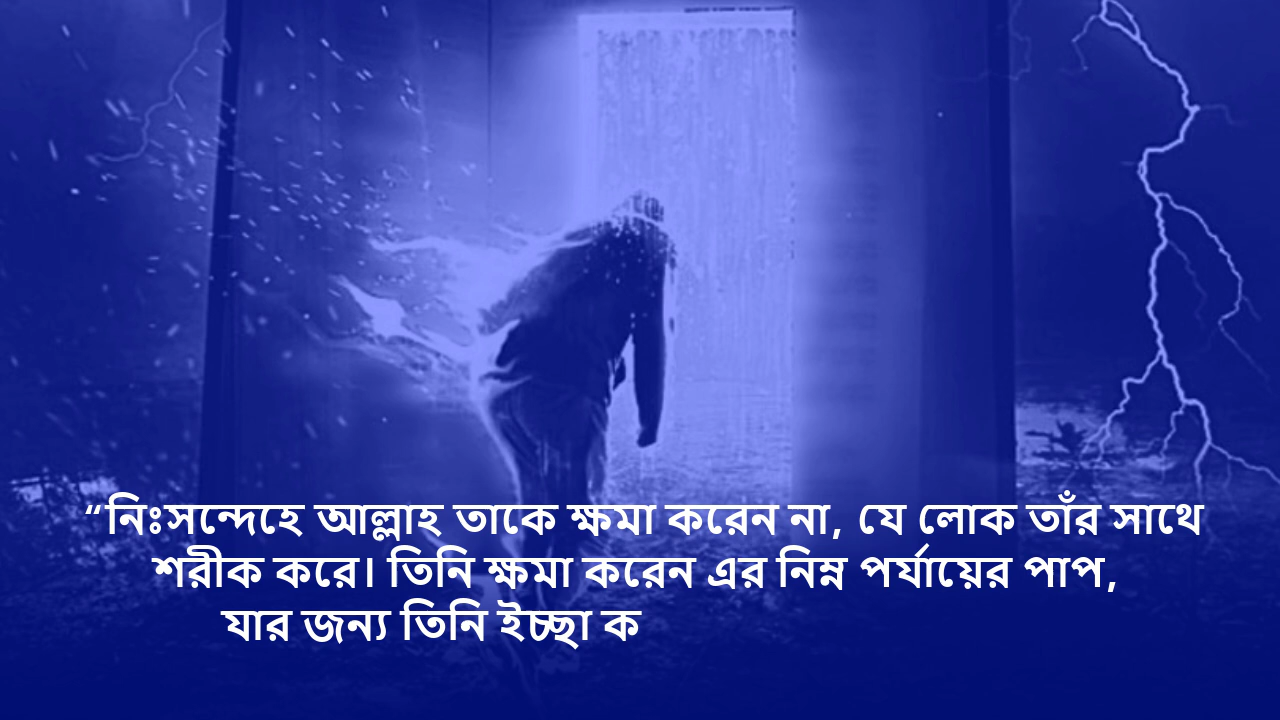 “নিঃসন্দেহে আল্লাহ তাকে ক্ষমা করেন না, যে লোক তাঁর সাথে
শরীক করে। তিনি ক্ষমা করেন এর নিম্ন পর্যায়ের পাপ,
যার জন্য তিনি ইচ্ছা ক